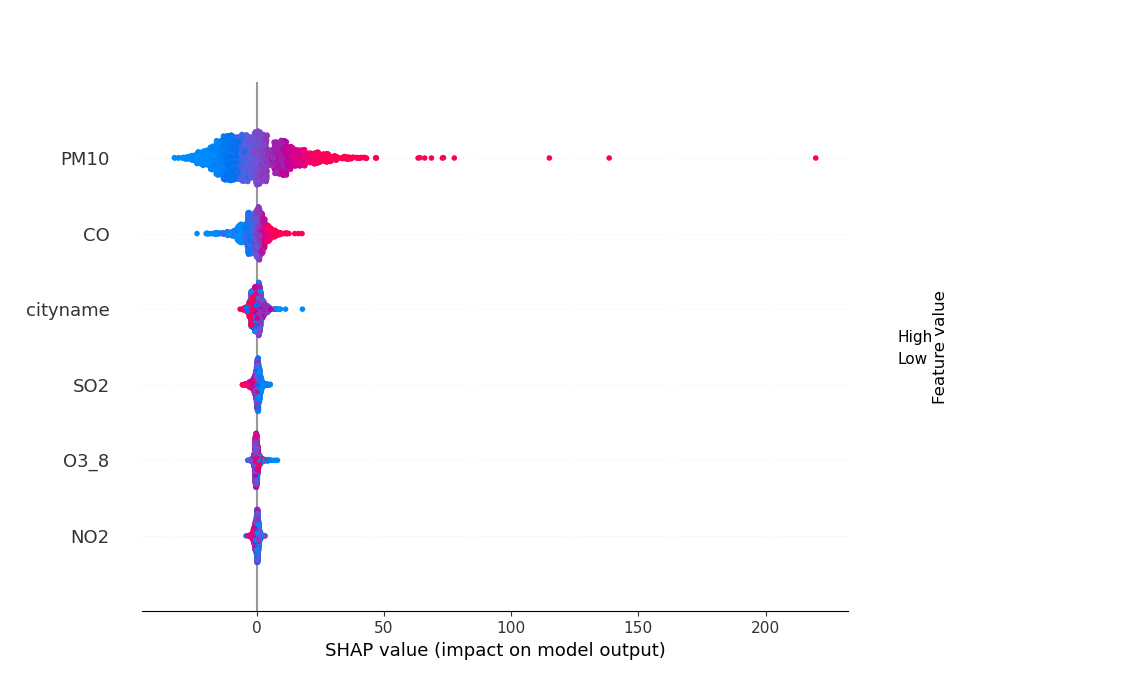 PM10
CO
cityname
SO2
O3_8
NO2
0 50 100 150 200
SHAP value (impact on model output)
High
Low
Feature value